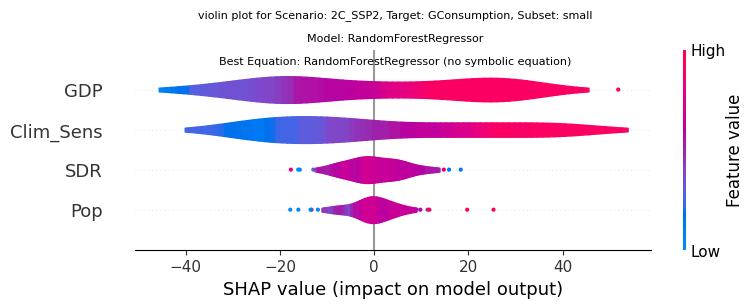 violin plot for Scenario: 2C_SSP2, Target: GConsumption, Subset: small
Model: RandomForestRegressor
Best Equation: RandomForestRegressor (no symbolic equation)
High
GDP
Clim_Sens
SDR
Pop
Feature value
Low
−40 −20 0 20 40
SHAP value (impact on model output)